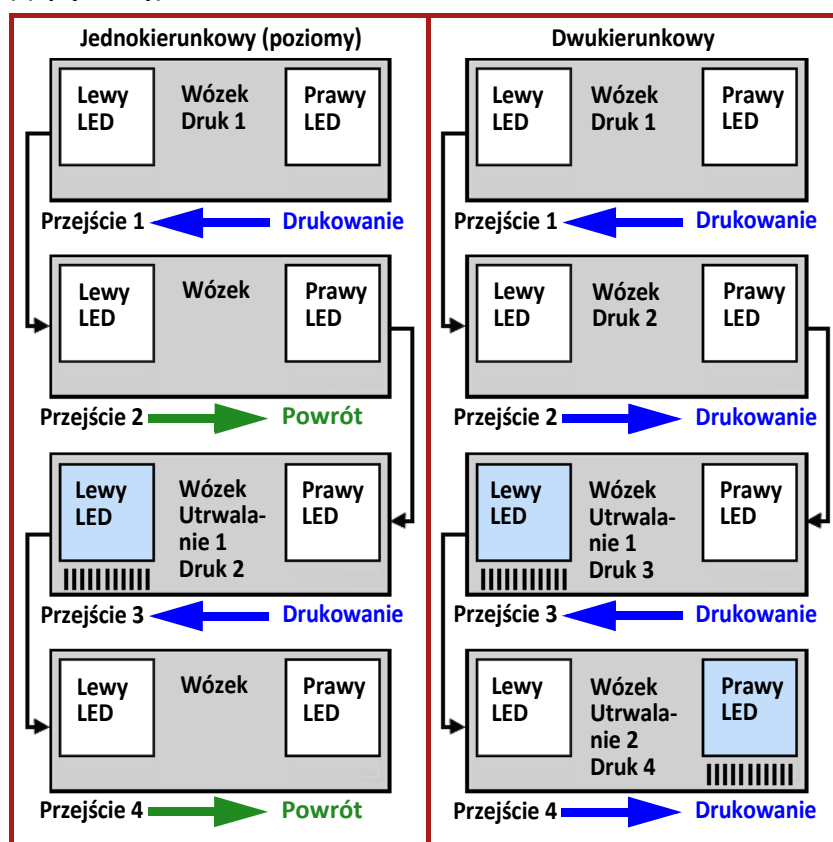 Jednokierunkowy (poziomy)
Lewy
LED
Wózek
Druk 1
Prawy
LED
Przejście 1
Drukowanie
Lewy
LED
Wózek
Prawy
LED
Przejście 2
Powrót
Lewy
LED
Wózek
Utrwala-
nie 1
Druk 2
Prawy
LED
Przejście 3
Drukowanie
Lewy
LED
Wózek
Prawy
LED
Przejście 4
Powrót
Dwukierunkowy
Lewy
LED
Wózek
Druk 1
Prawy
LED
Przejście 1
Drukowanie
Lewy
LED
Wózek
Druk 2
Prawy
LED
Przejście 2
Drukowanie
Lewy
LED
Wózek
Utrwala-
nie 1
Druk 3
Prawy
LED
Przejście 3
Drukowanie
Lewy
LED
Wózek
Utrwala-
nie 2
Druk 4
Prawy
LED
Przejście 4
Drukowanie